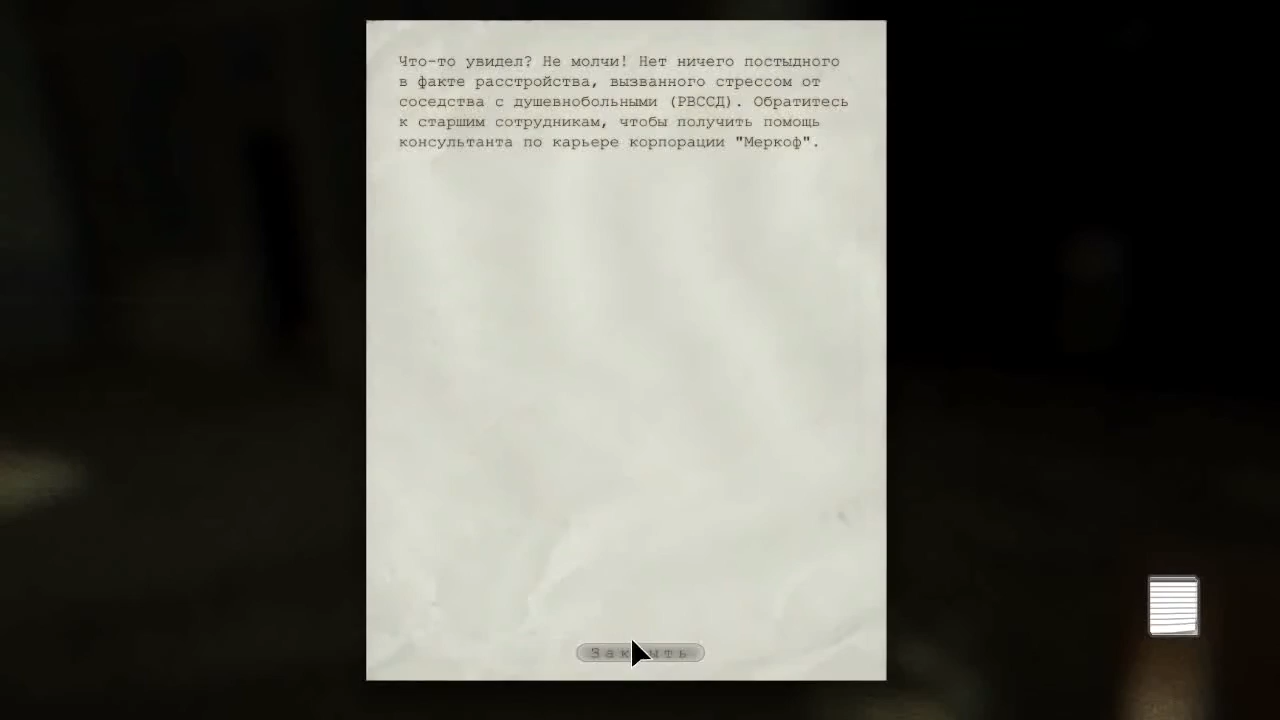 Что-то увидел? Не молчи! Нет ничего постыдного
в факте расстройства, вызванного стрессом от
соседства с душевнобольными (РВССД). Обратитесь
к старшим сотрудникам, чтобы получить помощь
консультанта по карьере корпорации "Меркоф".